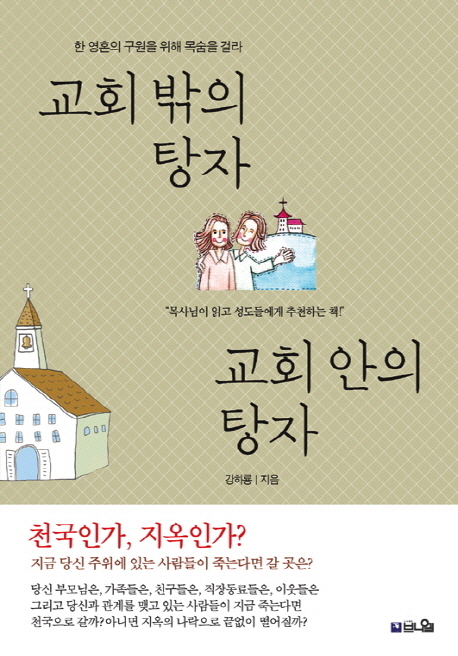 한 영혼의 구원을 위해 목숨을 걸라
교회 밖의
탕자
"목사님이 읽고 성도들에게 추천하는 책!"
교회 안의
탕자
강하룡 | 지음
천국인가, 지옥인가?
지금 당신 주위에 있는 사람들이 죽는다면 갈 곳은?
당신 부모님은, 가족들은, 친구들은, 직장동료들은, 이웃들은
그리고 당신과 관계를 맺고 있는 사람들이 지금 죽는다면
천국으로 갈까? 아니면 지옥의 나락으로 끝없이 떨어질까?
브니엘